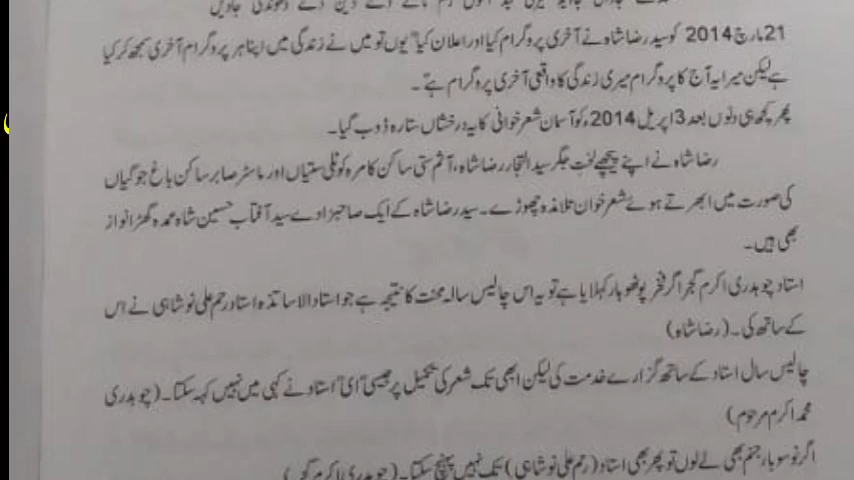 21 مارچ 2014 کو سید رضا شاہ نے آخری پروگرام کیا اور اعلان کیا "یوں تو میں نے زندگی میں اپنا ہر پروگرام آخری سمجھ کر کیا
ہے لیکن میرا یہ آج کا پروگرام میری زندگی کا واقعی آخری پروگرام ہے"۔
پھر کچھ ہی دنوں بعد 3 اپریل 2014ء کو آسمان شعر خوانی کا یہ درخشاں ستارہ ڈوب گیا۔
رضا شاہ نے اپنے پیچھے لخت جگر سید التجار رضا شاہ، آثم ستی ساکن کامرہ کوٹلی ستیاں اور ماسٹر صابر ساکن باغ جوگیاں
کی صورت میں ابھرتے ہوئے شعر خوان تلامذہ چھوڑے۔ سید رضا شاہ کے ایک صاحبزادے سید آفتاب حسین شاہ عمدہ گھڑا نواز
بھی ہیں۔
استاد چوہدری اکرم گجر اگر فخر پوٹھوہار کہلایا ہے تو یہ اس چالیس سالہ محنت کا نتیجہ ہے جو استاد الاساتذہ استاد رحم علی نوشاہی نے اس
کے ساتھ کی۔ (رضا شاہ)
چالیس سال استاد کے ساتھ گزارے خدمت کی لیکن ابھی تک شعر کی تکمیل پر جیسی "ای" استاد نے کہی میں نہیں کہہ سکتا۔ (چوہدری
محمد اکرم مرحوم)
اگر نو سو بار جنم بھی لے لوں تو پھر بھی استاد (رحم علی نوشاہی) تک نہیں پہنچ سکتا۔ (چوہدری اکرم گجر)